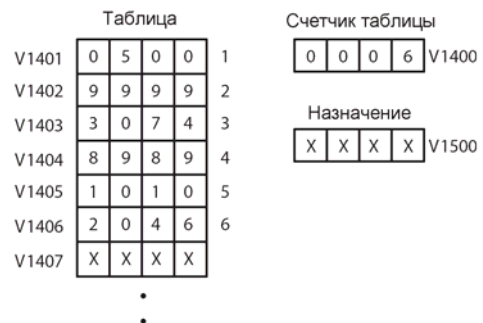 Таблица
V1401 0 5 0 0 1
V1402 9 9 9 9 2
V1403 3 0 7 4 3
V1404 8 9 8 9 4
V1405 1 0 1 0 5
V1406 2 0 4 6 6
V1407 X X X X
Счетчик таблицы
0 0 0 6 V1400
Назначение
X X X X V1500